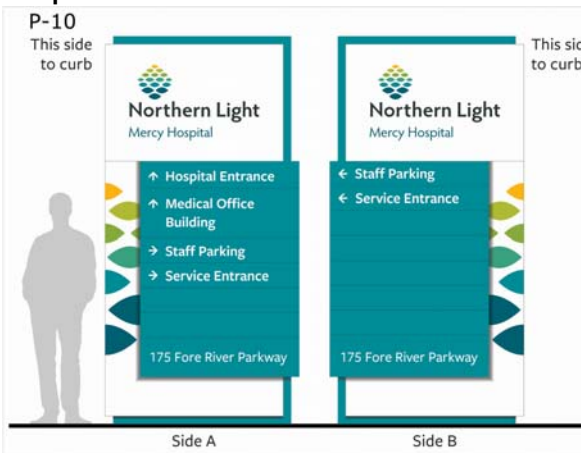 P-10
This side
to curb
Northern Light
Mercy Hospital
↑ Hospital Entrance
↑ Medical Office
Building
→ Staff Parking
→ Service Entrance
175 Fore River Parkway
Side A
This sid
to curb
Northern Light
Mercy Hospital
← Staff Parking
← Service Entrance
175 Fore River Parkway
Side B